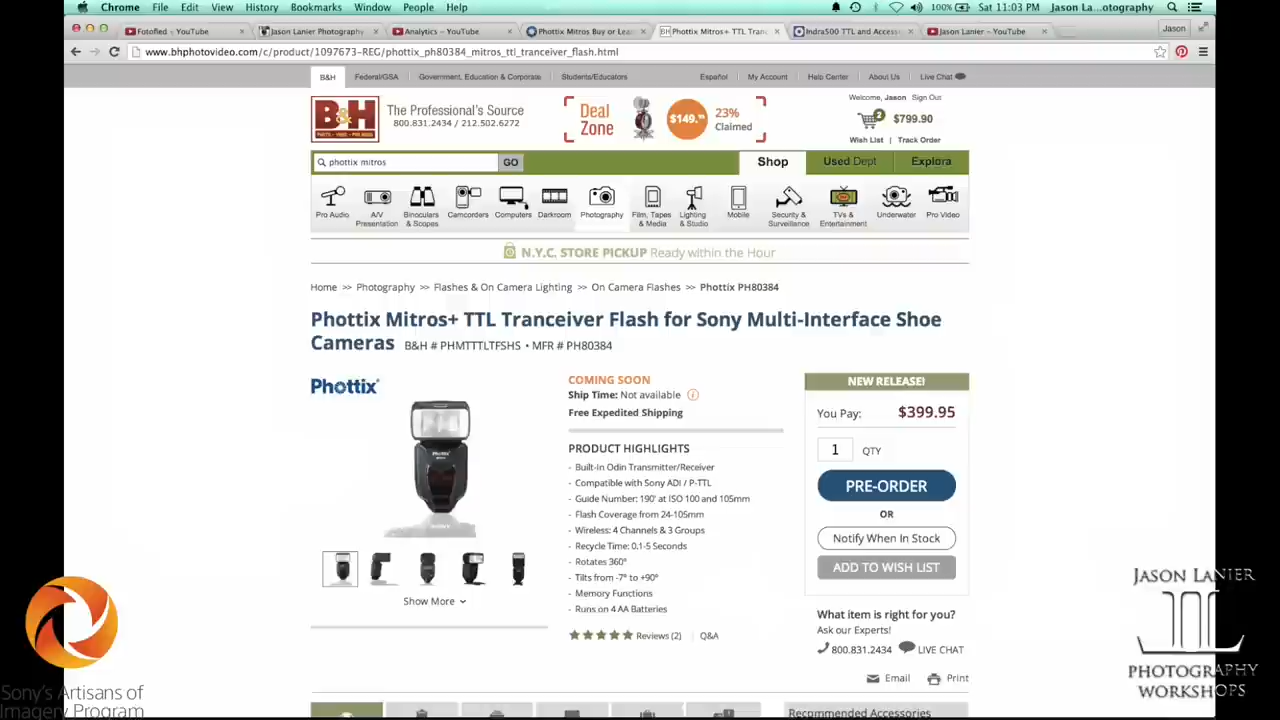 Chrome File Edit View History Bookmarks Window People Help 100% Sat 11:03 PM Jason La...otography
Fotofied – YouTube Jason Lanier Photography Analytics – YouTube Phottix Mitros Buy or Learn Phottix Mitros+ TTL Tranc Indra500 TTL and Accesso Jason Lanier – YouTube Jason
www.bhphotovideo.com/c/product/1097673-REG/phottix_ph80384_mitros_ttl_tranceiver_flash.html
B&H Federal/GSA Government, Education & Corporate Students/Educators Español My Account Help Center About Us Live Chat
B&H
PHOTO - VIDEO - PRO AUDIO
The Professional's Source
800.831.2434 / 212.502.6272
Deal
Zone
$149.
23%
Claimed
Welcome, Jason Sign Out
2 $799.90
Wish List | Track Order
phottix mitros GO Shop Used Dept Explora
Pro Audio
A/V
Presentation
Binoculars
& Scopes
Camcorders
Computers
Darkroom
Photography
Film, Tapes
& Media
Lighting
& Studio
Mobile
Security &
Surveillance
TVs &
Entertainment
Underwater
Pro Video
N.Y.C. STORE PICKUP Ready within the Hour
Home >> Photography >> Flashes & On Camera Lighting >> On Camera Flashes >> Phottix PH80384
Phottix Mitros+ TTL Tranceiver Flash for Sony Multi-Interface Shoe
Cameras B&H # PHMTTTLTFSHS • MFR # PH80384
Phottix
COMING SOON
Ship Time: Not available
Free Expedited Shipping
PRODUCT HIGHLIGHTS
- Built-In Odin Transmitter/Receiver
- Compatible with Sony ADI / P-TTL
- Guide Number: 190' at ISO 100 and 105mm
- Flash Coverage from 24-105mm
- Wireless: 4 Channels & 3 Groups
- Recycle Time: 0.1-5 Seconds
- Rotates 360°
- Tilts from -7° to +90°
- Memory Functions
- Runs on 4 AA Batteries
Reviews (2) | Q&A
Show More
NEW RELEASE!
You Pay: $399.95
1 QTY
PRE-ORDER
OR
Notify When In Stock
ADD TO WISH LIST
What item is right for you?
Ask our Experts!
800.831.2434 LIVE CHAT
Email Print
Recommended Accessories
Sony's Artisans of
Imagery Program
JASON LANIER
PHOTOGRAPHY
WORKSHOPS